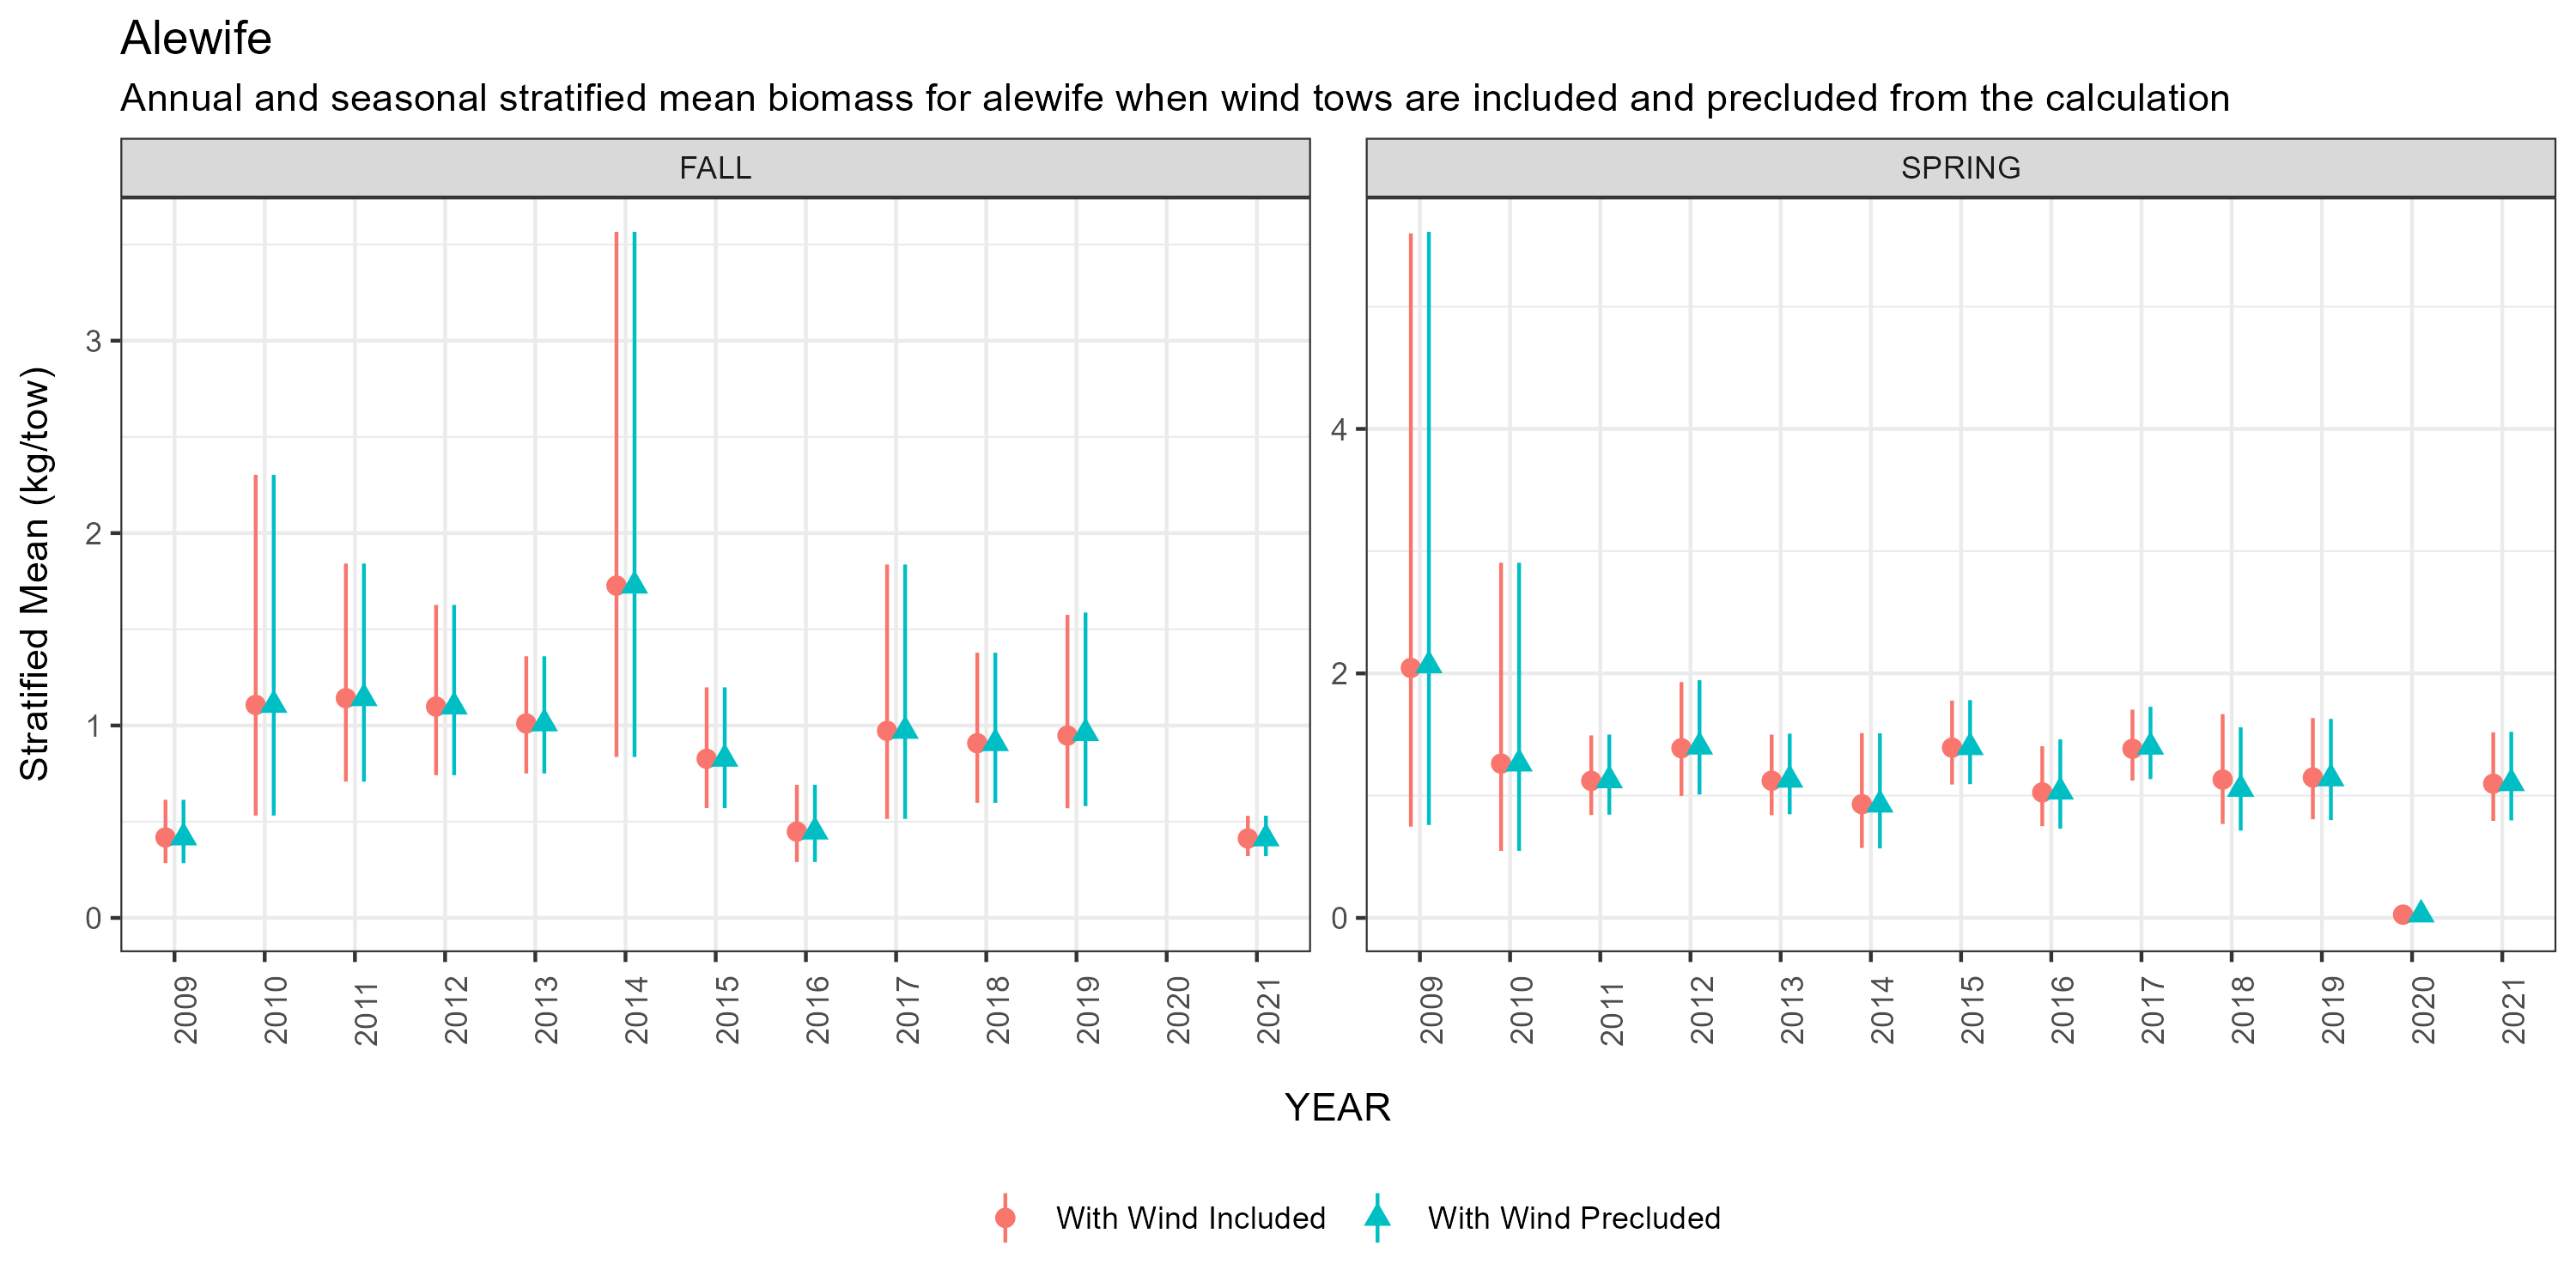 Alewife
Annual and seasonal stratified mean biomass for alewife when wind tows are included and precluded from the calculation
FALL
SPRING
Stratified Mean (kg/tow)
3
2
1
0
4
2
0
2009 2010 2011 2012 2013 2014 2015 2016 2017 2018 2019 2020 2021
2009 2010 2011 2012 2013 2014 2015 2016 2017 2018 2019 2020 2021
YEAR
With Wind Included With Wind Precluded